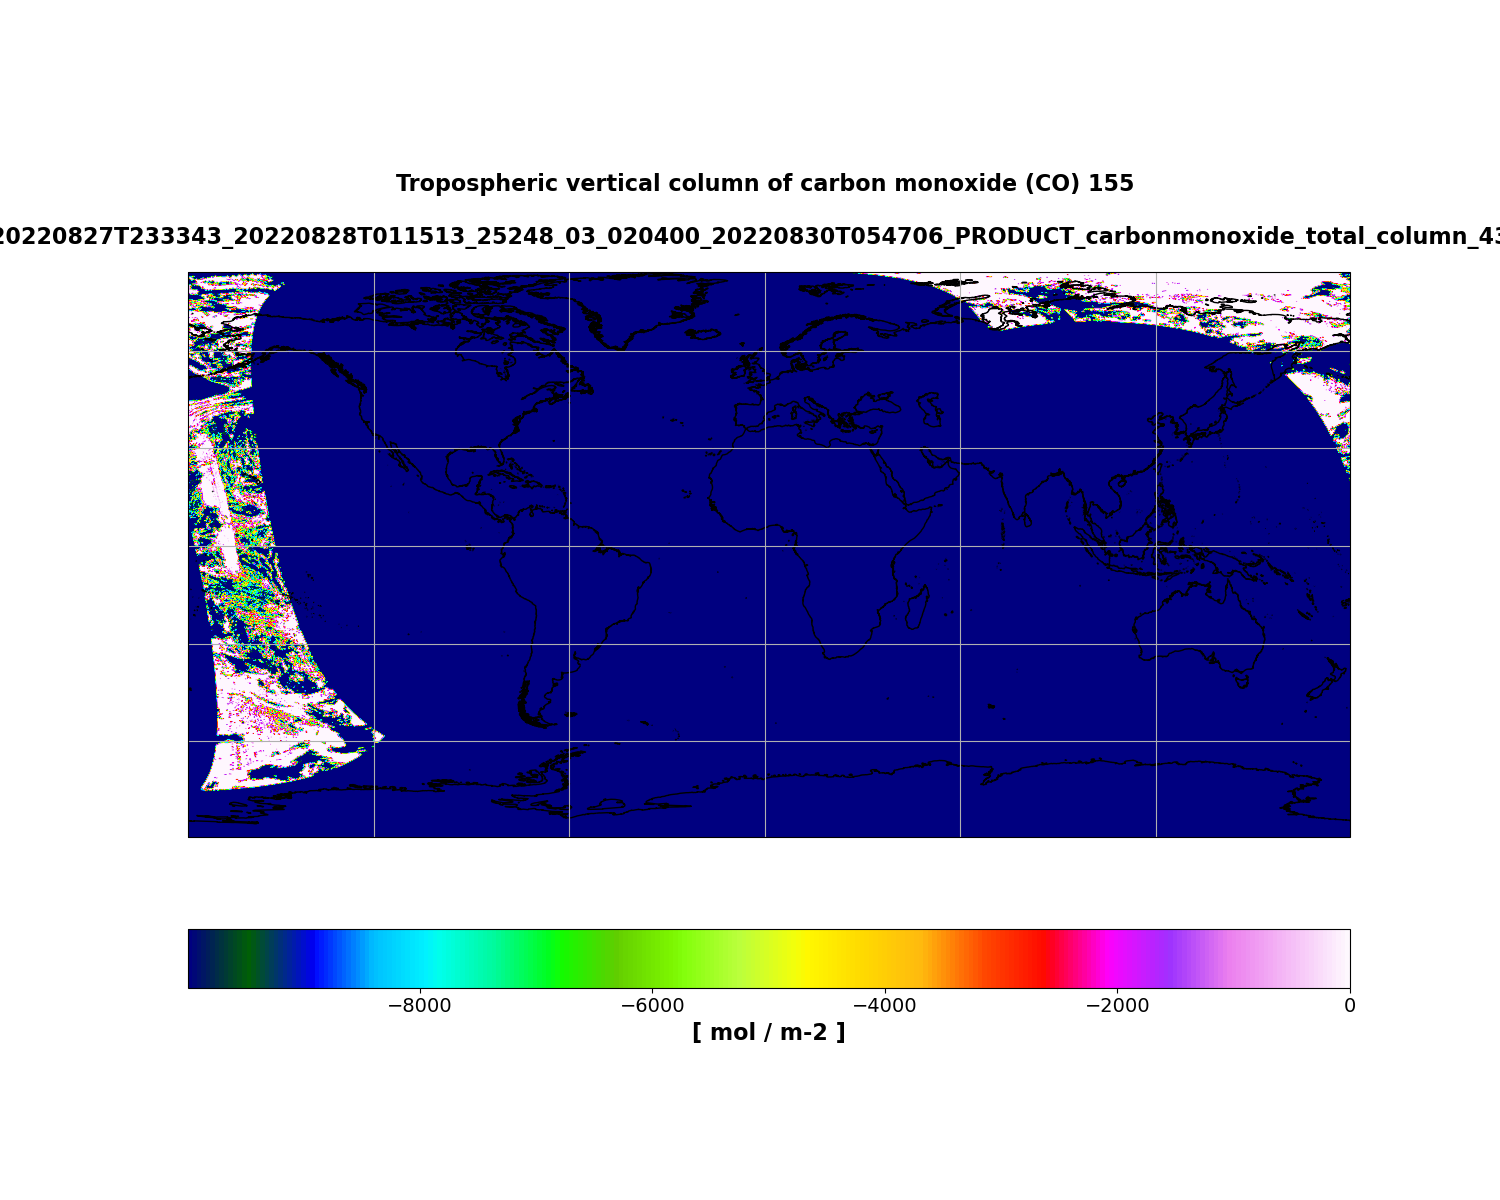 Tropospheric vertical column of carbon monoxide (CO) 155
20220827T233343_20220828T011513_25248_03_020400_20220830T054706_PRODUCT_carbonmonoxide_total_column_43
−8000 −6000 −4000 −2000 0
[ mol / m-2 ]